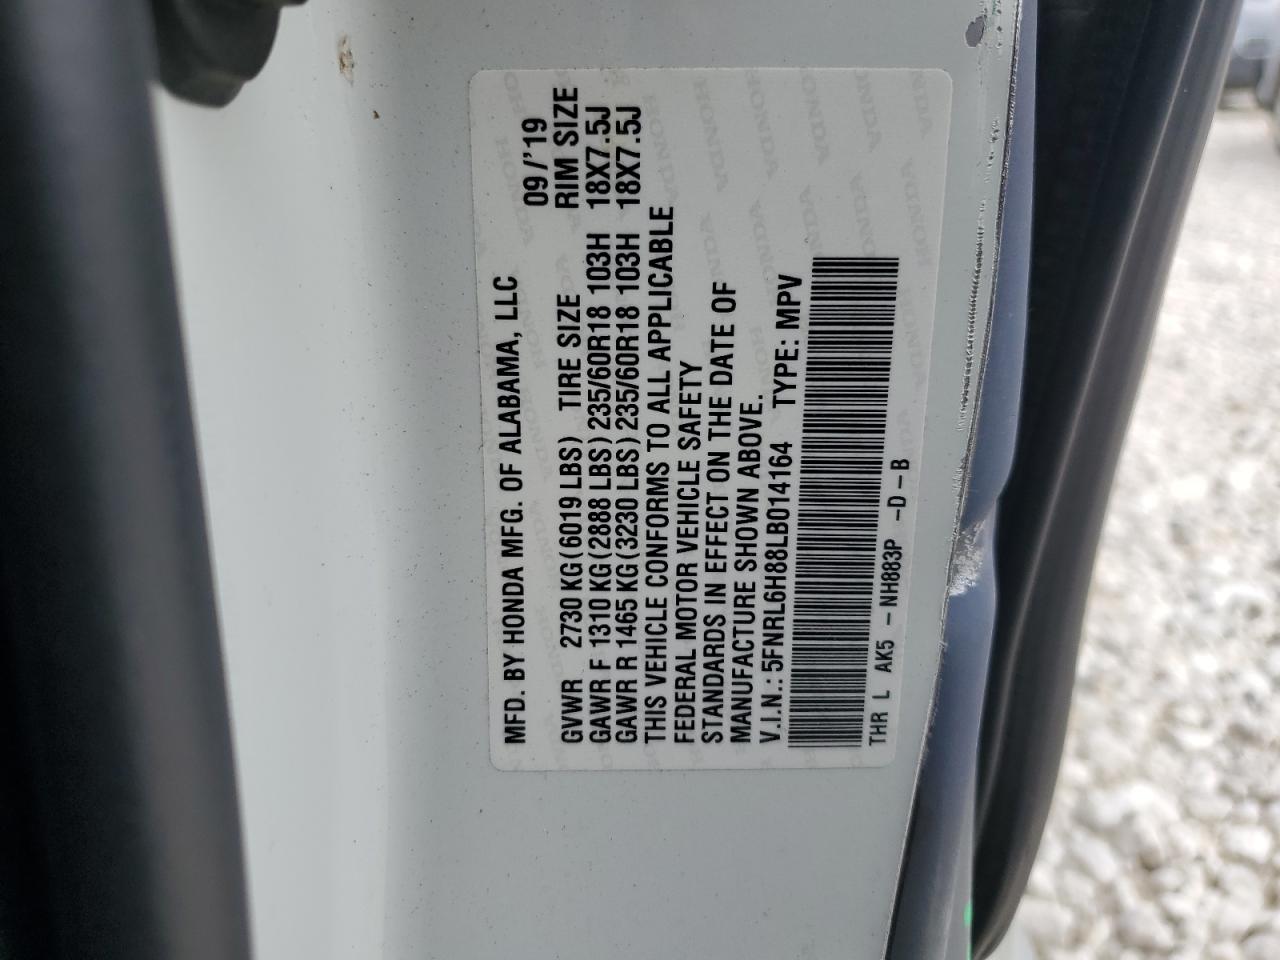 MFD. BY HONDA MFG. OF ALABAMA, LLC 09/'19
GVWR 2730 KG(6019 LBS) TIRE SIZE RIM SIZE
GAWR F 1310 KG(2888 LBS) 235/60R18 103H 18X7.5J
GAWR R 1465 KG(3230 LBS) 235/60R18 103H 18X7.5J
THIS VEHICLE CONFORMS TO ALL APPLICABLE
FEDERAL MOTOR VEHICLE SAFETY
STANDARDS IN EFFECT ON THE DATE OF
MANUFACTURE SHOWN ABOVE.
V.I.N.: 5FNRL6H88LB014164 TYPE: MPV
THR L AK5 - NH883P -D-B